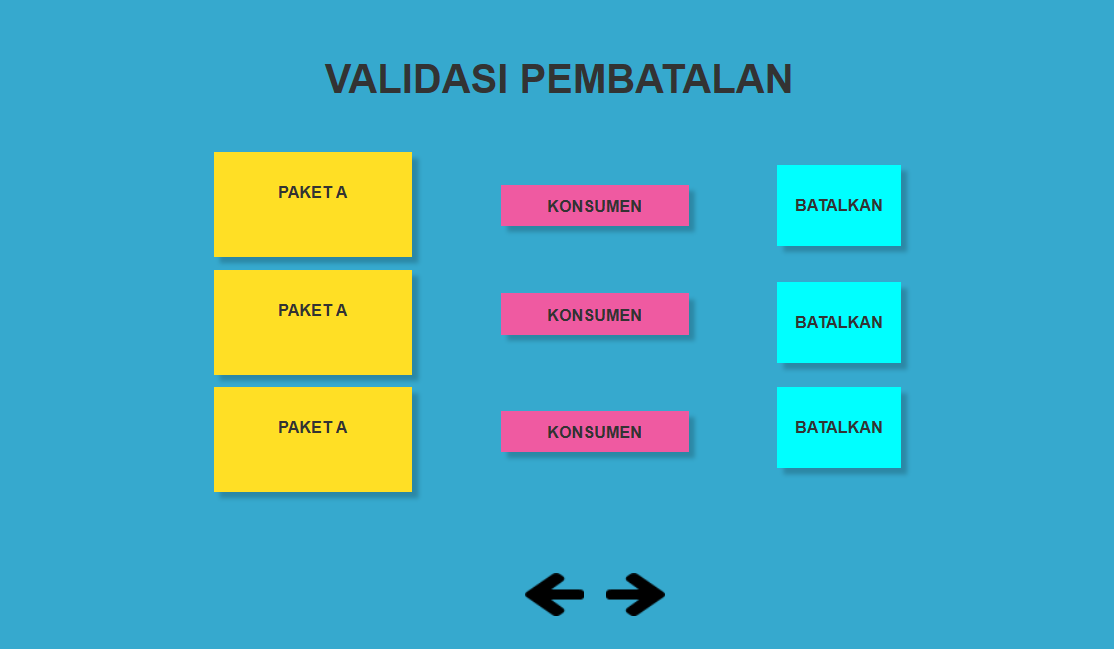 VALIDASI PEMBATALAN
PAKET A
KONSUMEN
BATALKAN
PAKET A
KONSUMEN
BATALKAN
PAKET A
KONSUMEN
BATALKAN